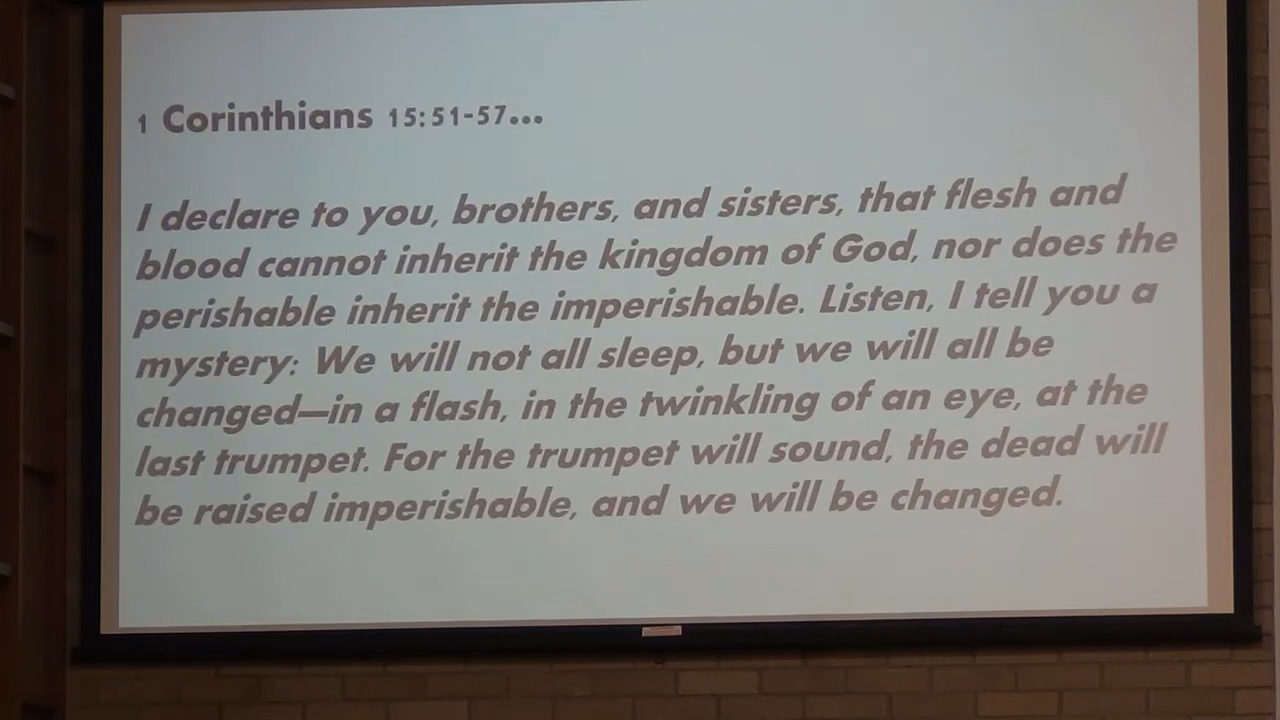 1 Corinthians 15:51-57...
I declare to you, brothers, and sisters, that flesh and
blood cannot inherit the kingdom of God, nor does the
perishable inherit the imperishable. Listen, I tell you a
mystery: We will not all sleep, but we will all be
changed—in a flash, in the twinkling of an eye, at the
last trumpet. For the trumpet will sound, the dead will
be raised imperishable, and we will be changed.